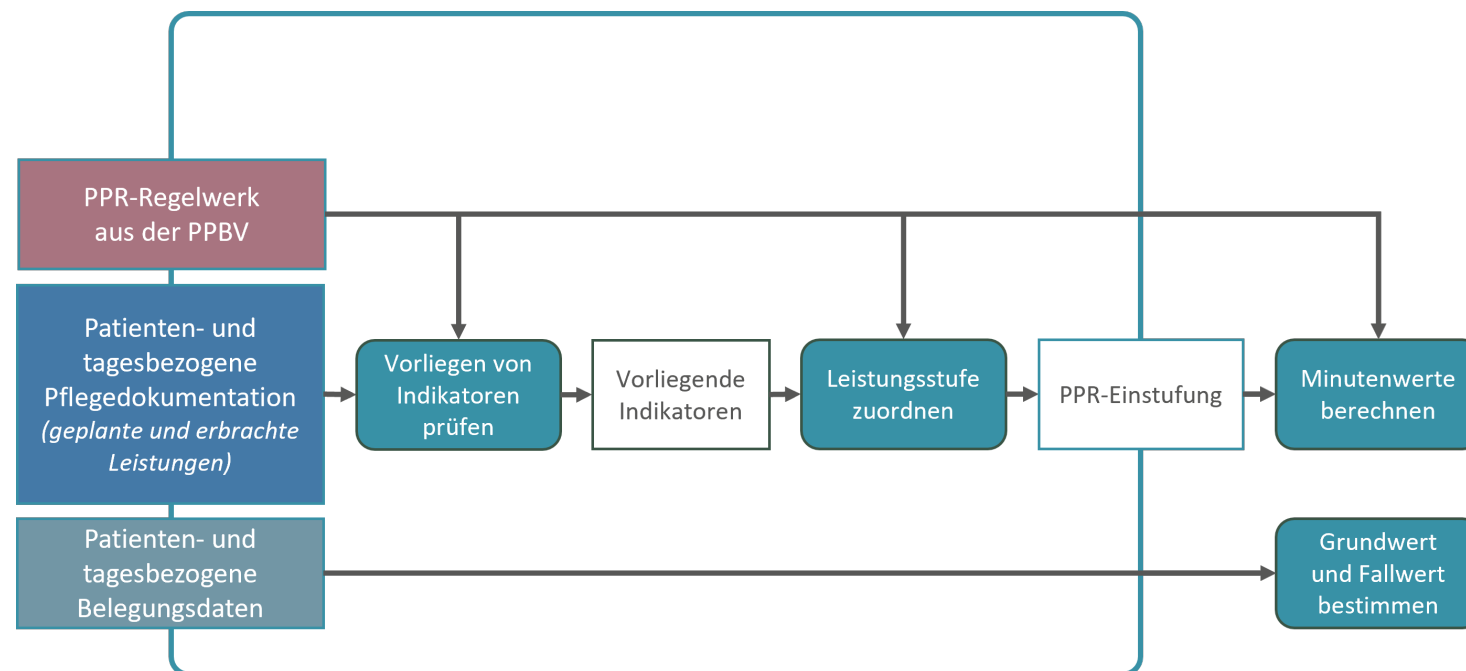 PPR-Regelwerk
aus der PPBV
Patienten- und
tagesbezogene
Pflegedokumentation
(geplante und erbrachte
Leistungen)
Vorliegen von
Indikatoren
prüfen
Vorliegende
Indikatoren
Leistungsstufe
zuordnen
PPR-Einstufung
Minutenwerte
berechnen
Patienten- und
tagesbezogene
Belegungsdaten
Grundwert
und Fallwert
bestimmen